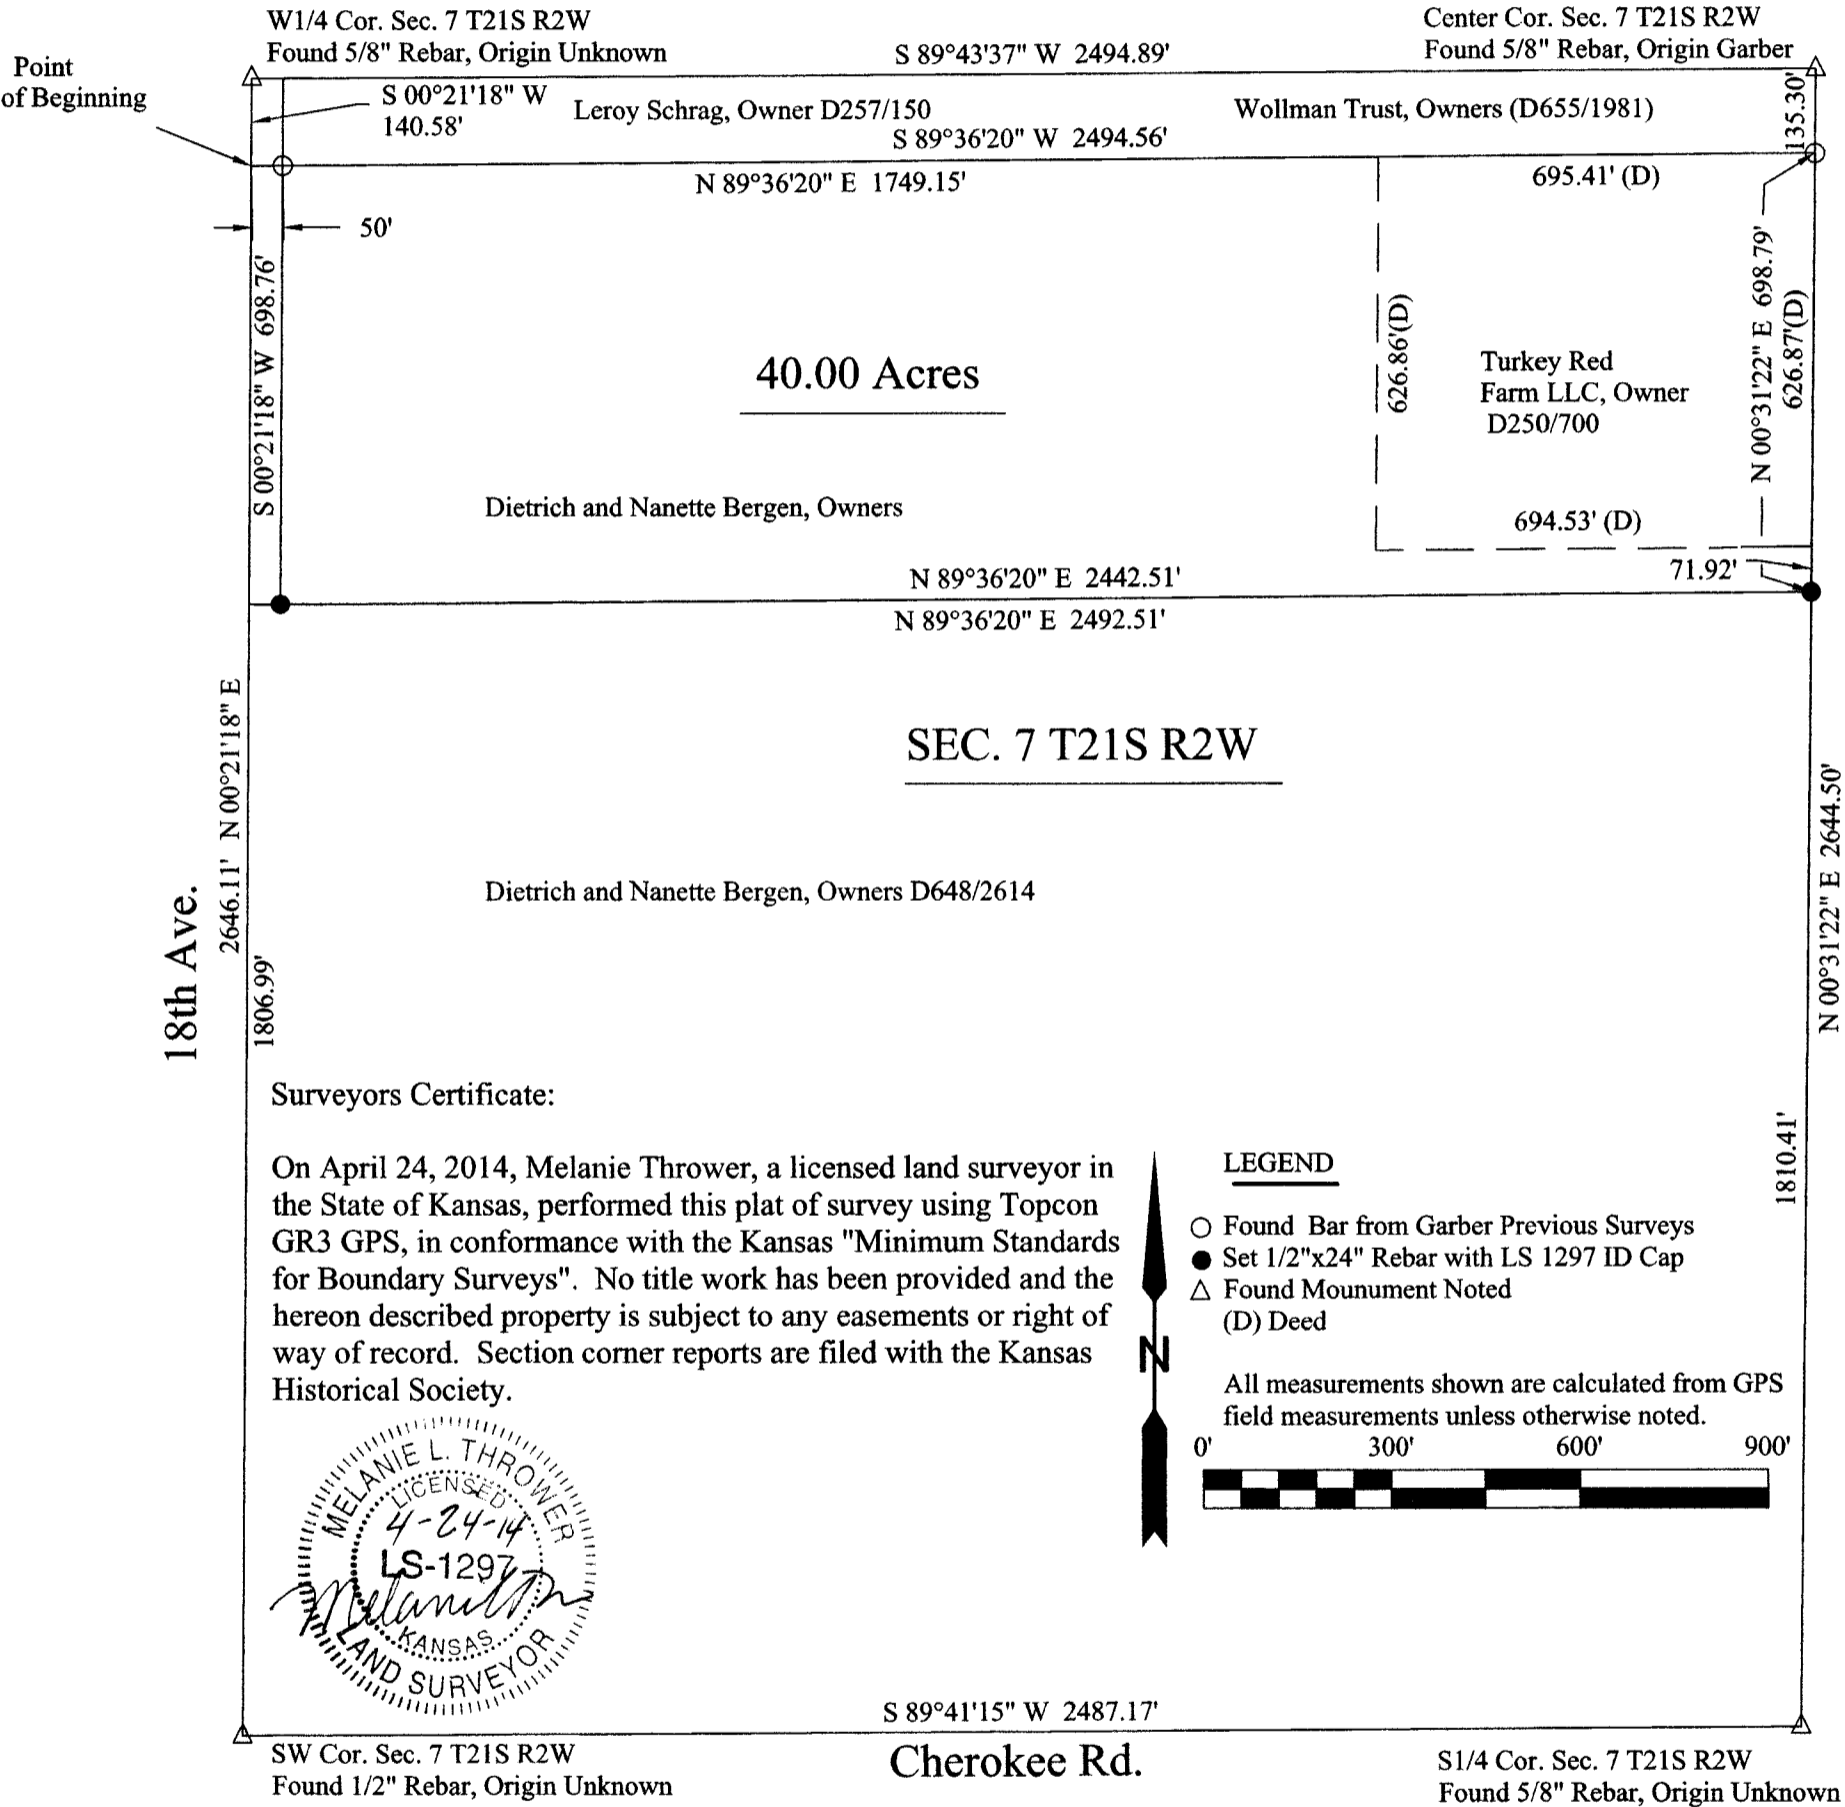 W1/4 Cor. Sec. 7 T21S R2W
Found 5/8" Rebar, Origin Unknown
S 89°43'37" W 2494.89'
Center Cor. Sec. 7 T21S R2W
Found 5/8" Rebar, Origin Garber
Point
of Beginning
S 00°21'18" W
140.58'
Leroy Schrag, Owner D257/150
Wollman Trust, Owners (D655/1981)
135.30'
S 89°36'20" W 2494.56'
N 89°36'20" E 1749.15'
695.41' (D)
50'
S 00°21'18" W 698.76'
626.86'(D)
N 00°31'22" E 698.79'
626.87'(D)
40.00 Acres
Turkey Red
Farm LLC, Owner
D250/700
Dietrich and Nanette Bergen, Owners
694.53' (D)
71.92'
N 89°36'20" E 2442.51'
N 89°36'20" E 2492.51'
2646.11' N 00°21'18" E
SEC. 7 T21S R2W
N 00°31'22" E 2644.50'
Dietrich and Nanette Bergen, Owners D648/2614
18th Ave.
1806.99'
1810.41'
Surveyors Certificate:
On April 24, 2014, Melanie Thrower, a licensed land surveyor in
the State of Kansas, performed this plat of survey using Topcon
GR3 GPS, in conformance with the Kansas "Minimum Standards
for Boundary Surveys". No title work has been provided and the
hereon described property is subject to any easements or right of
way of record. Section corner reports are filed with the Kansas
Historical Society.
N
LEGEND
Found Bar from Garber Previous Surveys
Set 1/2"x24" Rebar with LS 1297 ID Cap
Found Mounument Noted
(D) Deed
All measurements shown are calculated from GPS
field measurements unless otherwise noted.
0' 300' 600' 900'
MELANIE L. THROWER
LICENSED
4-24-14
LS-1297
KANSAS
LAND SURVEYOR
S 89°41'15" W 2487.17'
SW Cor. Sec. 7 T21S R2W
Found 1/2" Rebar, Origin Unknown
Cherokee Rd.
S1/4 Cor. Sec. 7 T21S R2W
Found 5/8" Rebar, Origin Unknown